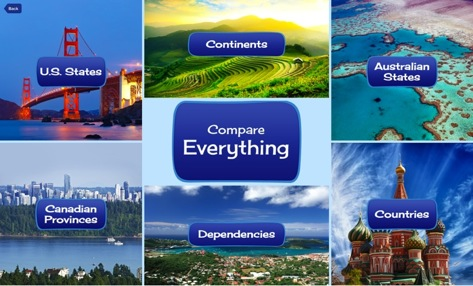 Back
U.S. States
Continents
Australian
States
Compare
Everything
Canadian
Provinces
Dependencies
Countries